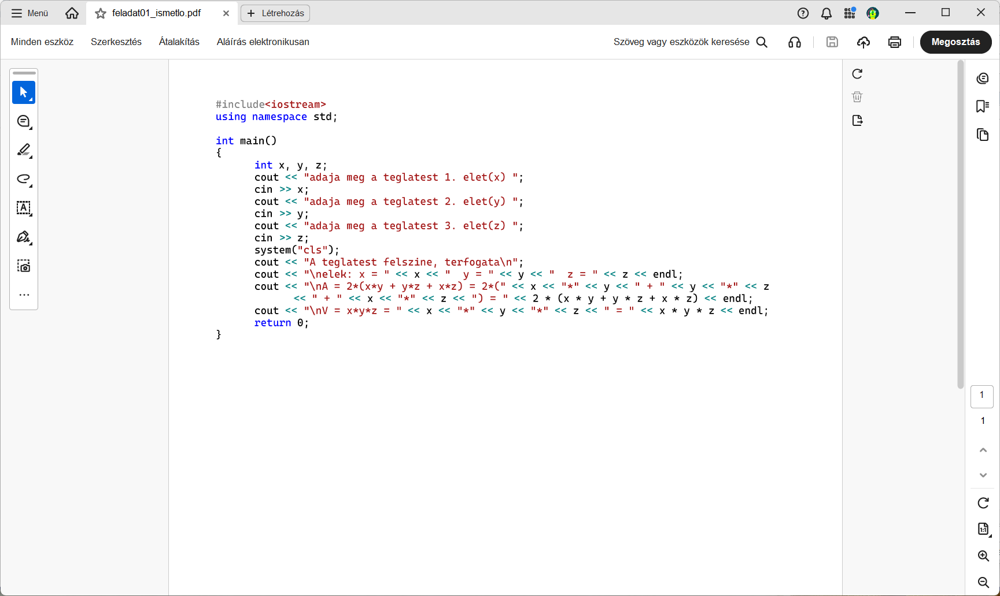 Menü
feladat01_ismetlo.pdf
Létrehozás
Minden eszköz
Szerkesztés
Átalakítás
Aláírás elektronikusan
Szöveg vagy eszközök keresése
Megosztás
#include<iostream>
using namespace std;
int main()
{
int x, y, z;
cout << "adaja meg a teglatest 1. elet(x) ";
cin >> x;
cout << "adaja meg a teglatest 2. elet(y) ";
cin >> y;
cout << "adaja meg a teglatest 3. elet(z) ";
cin >> z;
system("cls");
cout << "A teglatest felszine, terfogata\n";
cout << "\nelek: x = " << x << "  y = " << y << "  z = " << z << endl;
cout << "\nA = 2*(x*y + y*z + x*z) = 2*(" << x << "*" << y << " + " << y << "*" << z
<< " + " << x << "*" << z << ") = " << 2 * (x * y + y * z + x * z) << endl;
cout << "\nV = x*y*z = " << x << "*" << y << "*" << z << " = " << x * y * z << endl;
return 0;
}
1
1
1:1